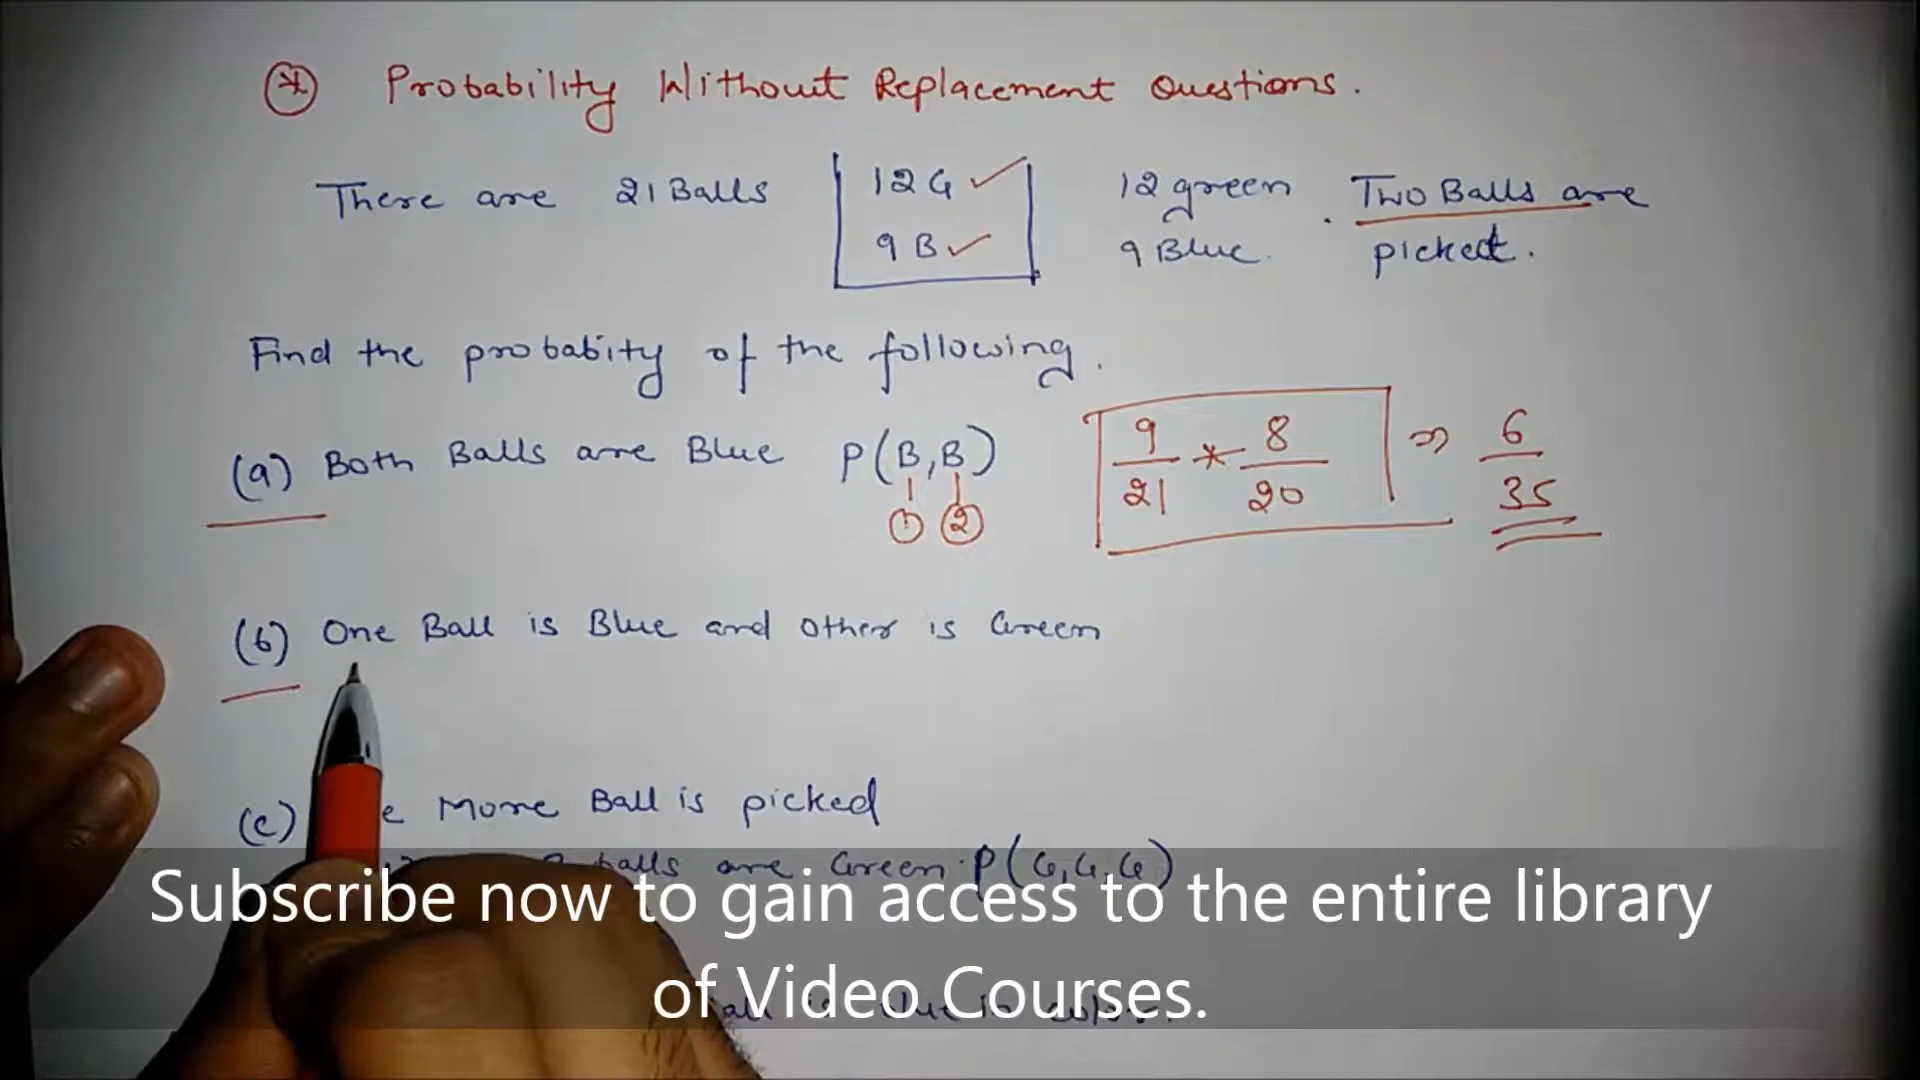 * Probability Without Replacement Questions.
There are 21 Balls 12 G 12 green . Two Balls are
9 B 9 Blue. picked.
Find the probabity of the following.
(a) Both Balls are Blue P(B,B) 9/21 * 8/20 ⇒ 6/35
1 2
(b) One Ball is Blue and Other is Green
(c) More Ball is picked
balls are Green. P(G,G,G)
Subscribe now to gain access to the entire library
of Video Courses.